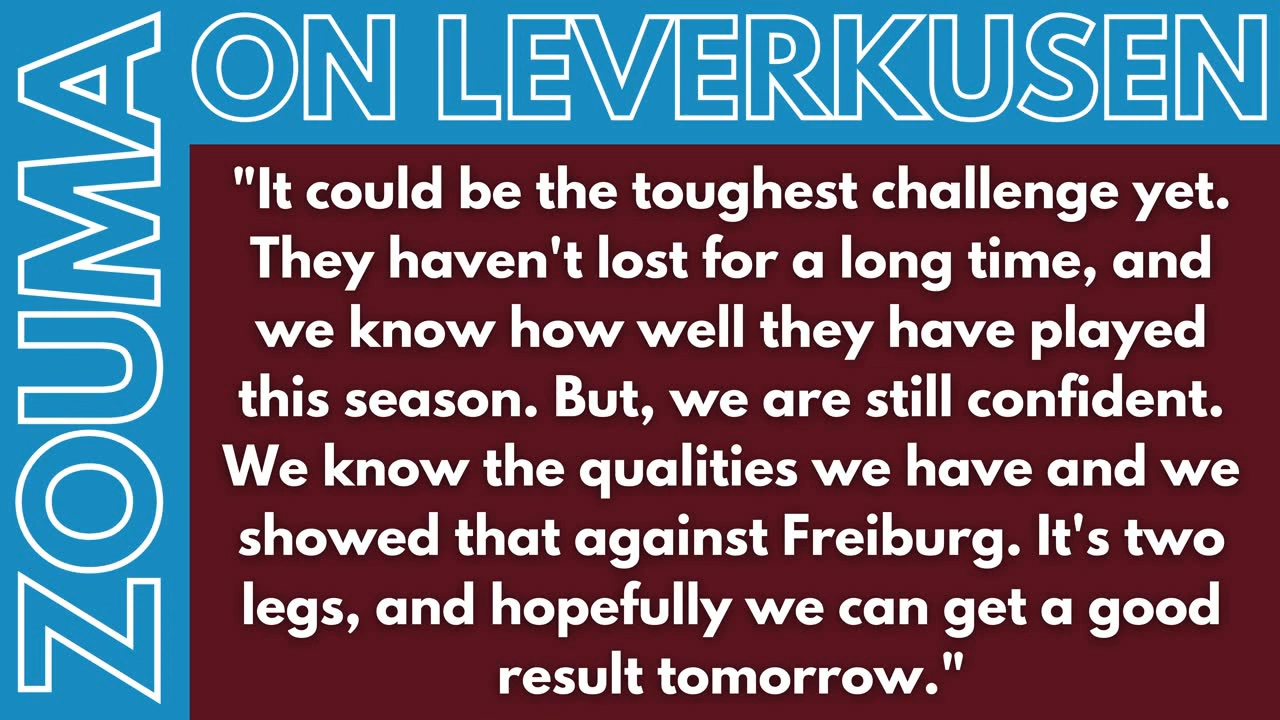 ZOUMA
ON LEVERKUSEN
"It could be the toughest challenge yet.
They haven't lost for a long time, and
we know how well they have played
this season. But, we are still confident.
We know the qualities we have and we
showed that against Freiburg. It's two
legs, and hopefully we can get a good
result tomorrow."